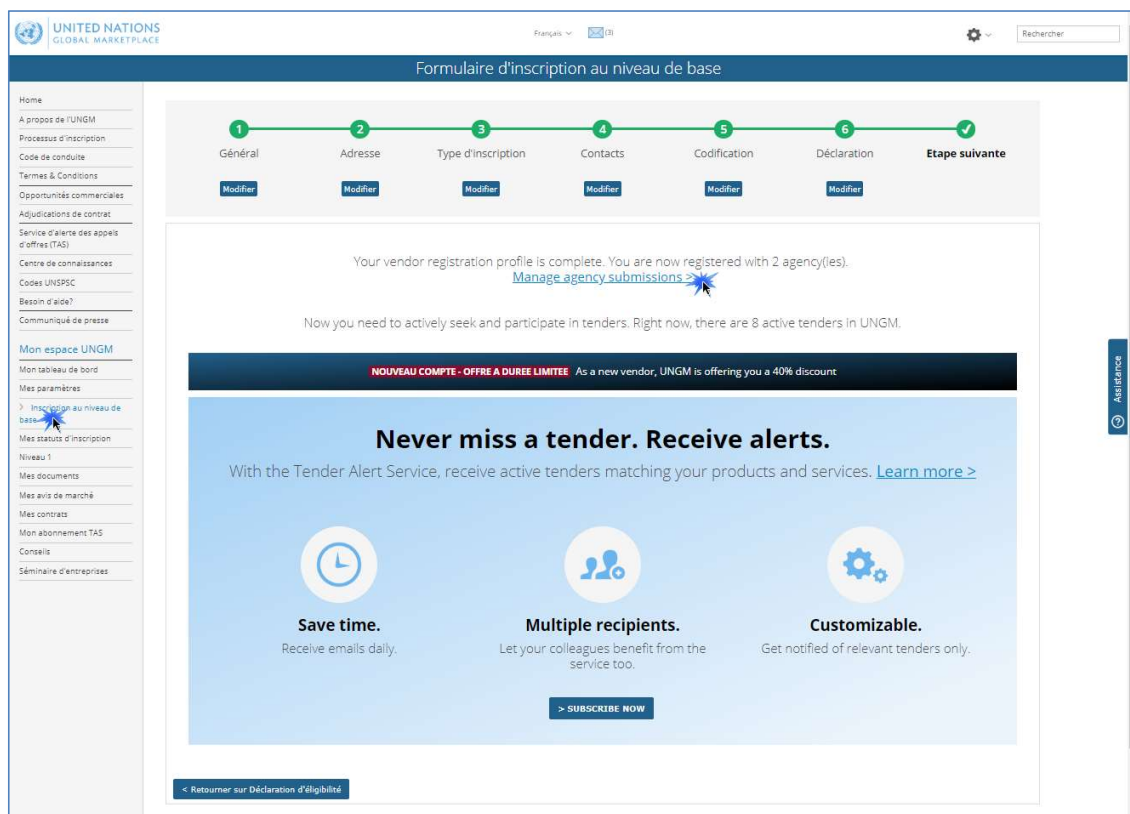 UNITED NATIONS
GLOBAL MARKETPLACE
Français
(3)
Rechercher
Formulaire d'inscription au niveau de base
Home
A propos de l'UNGM
Processus d'inscription
Code de conduite
Termes & Conditions
Opportunités commerciales
Adjudications de contrat
Service d'alerte des appels
d'offres (TAS)
Centre de connaissances
Codes UNSPSC
Besoin d'aide?
Communiqué de presse
Mon espace UNGM
Mon tableau de bord
Mes paramètres
> Inscription au niveau de
base
Mes statuts d'inscription
Niveau 1
Mes documents
Mes avis de marché
Mes contrats
Mon abonnement TAS
Conseils
Séminaire d'entreprises
1 2 3 4 5 6
Général Adresse Type d'inscription Contacts Codification Déclaration Etape suivante
Modifier Modifier Modifier Modifier Modifier Modifier
Your vendor registration profile is complete. You are now registered with 2 agency(ies).
Manage agency submissions >
Now you need to actively seek and participate in tenders. Right now, there are 8 active tenders in UNGM.
NOUVEAU COMPTE - OFFRE A DUREE LIMITEE As a new vendor, UNGM is offering you a 40% discount
Never miss a tender. Receive alerts.
With the Tender Alert Service, receive active tenders matching your products and services. Learn more >
Save time. Multiple recipients. Customizable.
Receive emails daily. Let your colleagues benefit from the Get notified of relevant tenders only.
service too.
> SUBSCRIBE NOW
< Retourner sur Déclaration d'éligibilité
Assistance